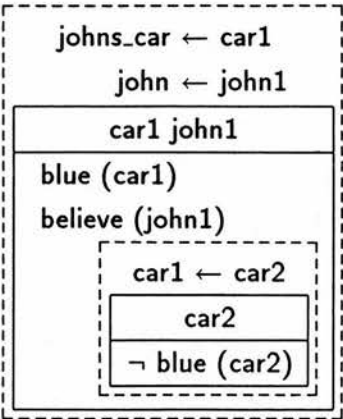 johns_car ← car1
john ← john1
car1 john1
blue (car1)
believe (john1)
car1 ← car2
car2
¬ blue (car2)